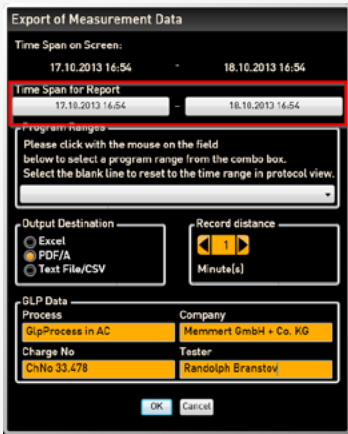 Export of Measurement Data
Time Span on Screen:
17.10.2013 16:54 - 18.10.2013 16:54
Time Span for Report
17.10.2013 16:54 - 18.10.2013 16:54
Program Ranges
Please click with the mouse on the field
below to select a program range from the combo box.
Select the blank line to reset to the time range in protocol view.
Output Destination
Excel
PDF/A
Text File/CSV
Record distance
1
Minute(s)
GLP Data
Process Company
GlpProcess in AC Memmert GmbH + Co. KG
Charge No Tester
ChNo 33.478 Randolph Branstov
OK Cancel